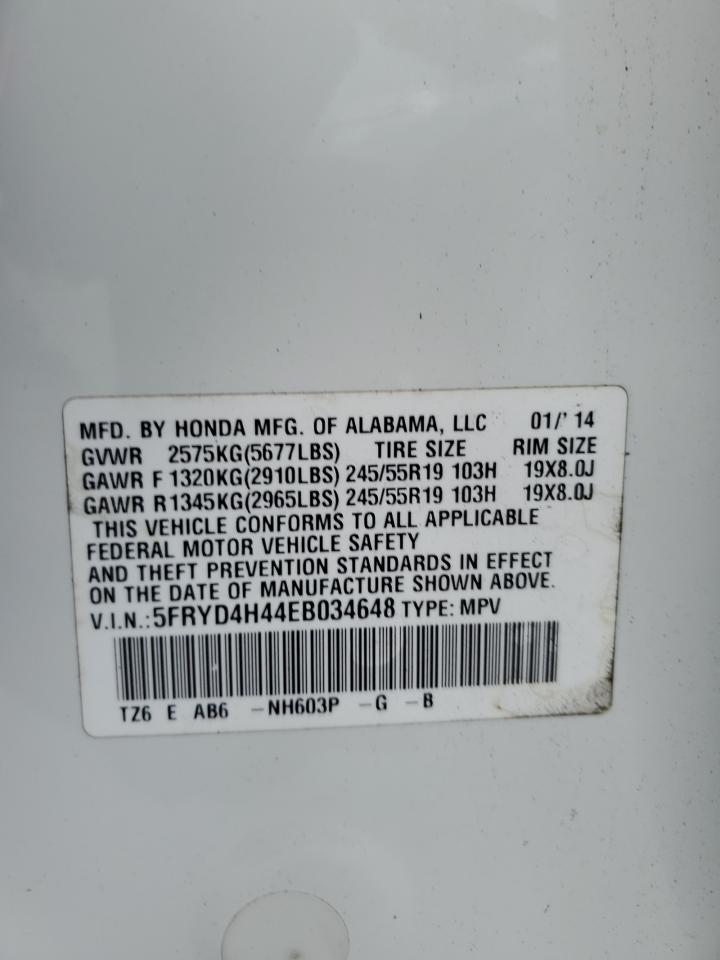 MFD. BY HONDA MFG. OF ALABAMA, LLC 01/' 14
GVWR 2575KG(5677LBS) TIRE SIZE RIM SIZE
GAWR F 1320KG(2910LBS) 245/55R19 103H 19X8.0J
GAWR R 1345KG(2965LBS) 245/55R19 103H 19X8.0J
THIS VEHICLE CONFORMS TO ALL APPLICABLE
FEDERAL MOTOR VEHICLE SAFETY
AND THEFT PREVENTION STANDARDS IN EFFECT
ON THE DATE OF MANUFACTURE SHOWN ABOVE.
V.I.N.:5FRYD4H44EB034648 TYPE: MPV
TZ6 E AB6 -NH603P -G -B